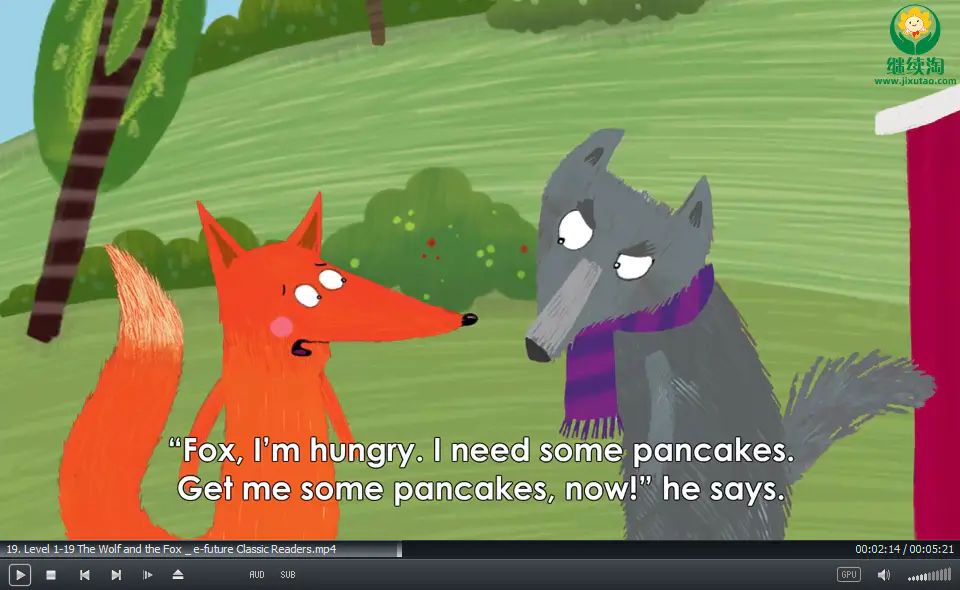 继续淘
www.jixutao.com
“Fox, I’m hungry. I need some pancakes.
Get me some pancakes, now!” he says.
19. Level 1-19 The Wolf and the Fox _ e-future Classic Readers.mp4
00:02:14 / 00:05:21
AUD SUB
GPU